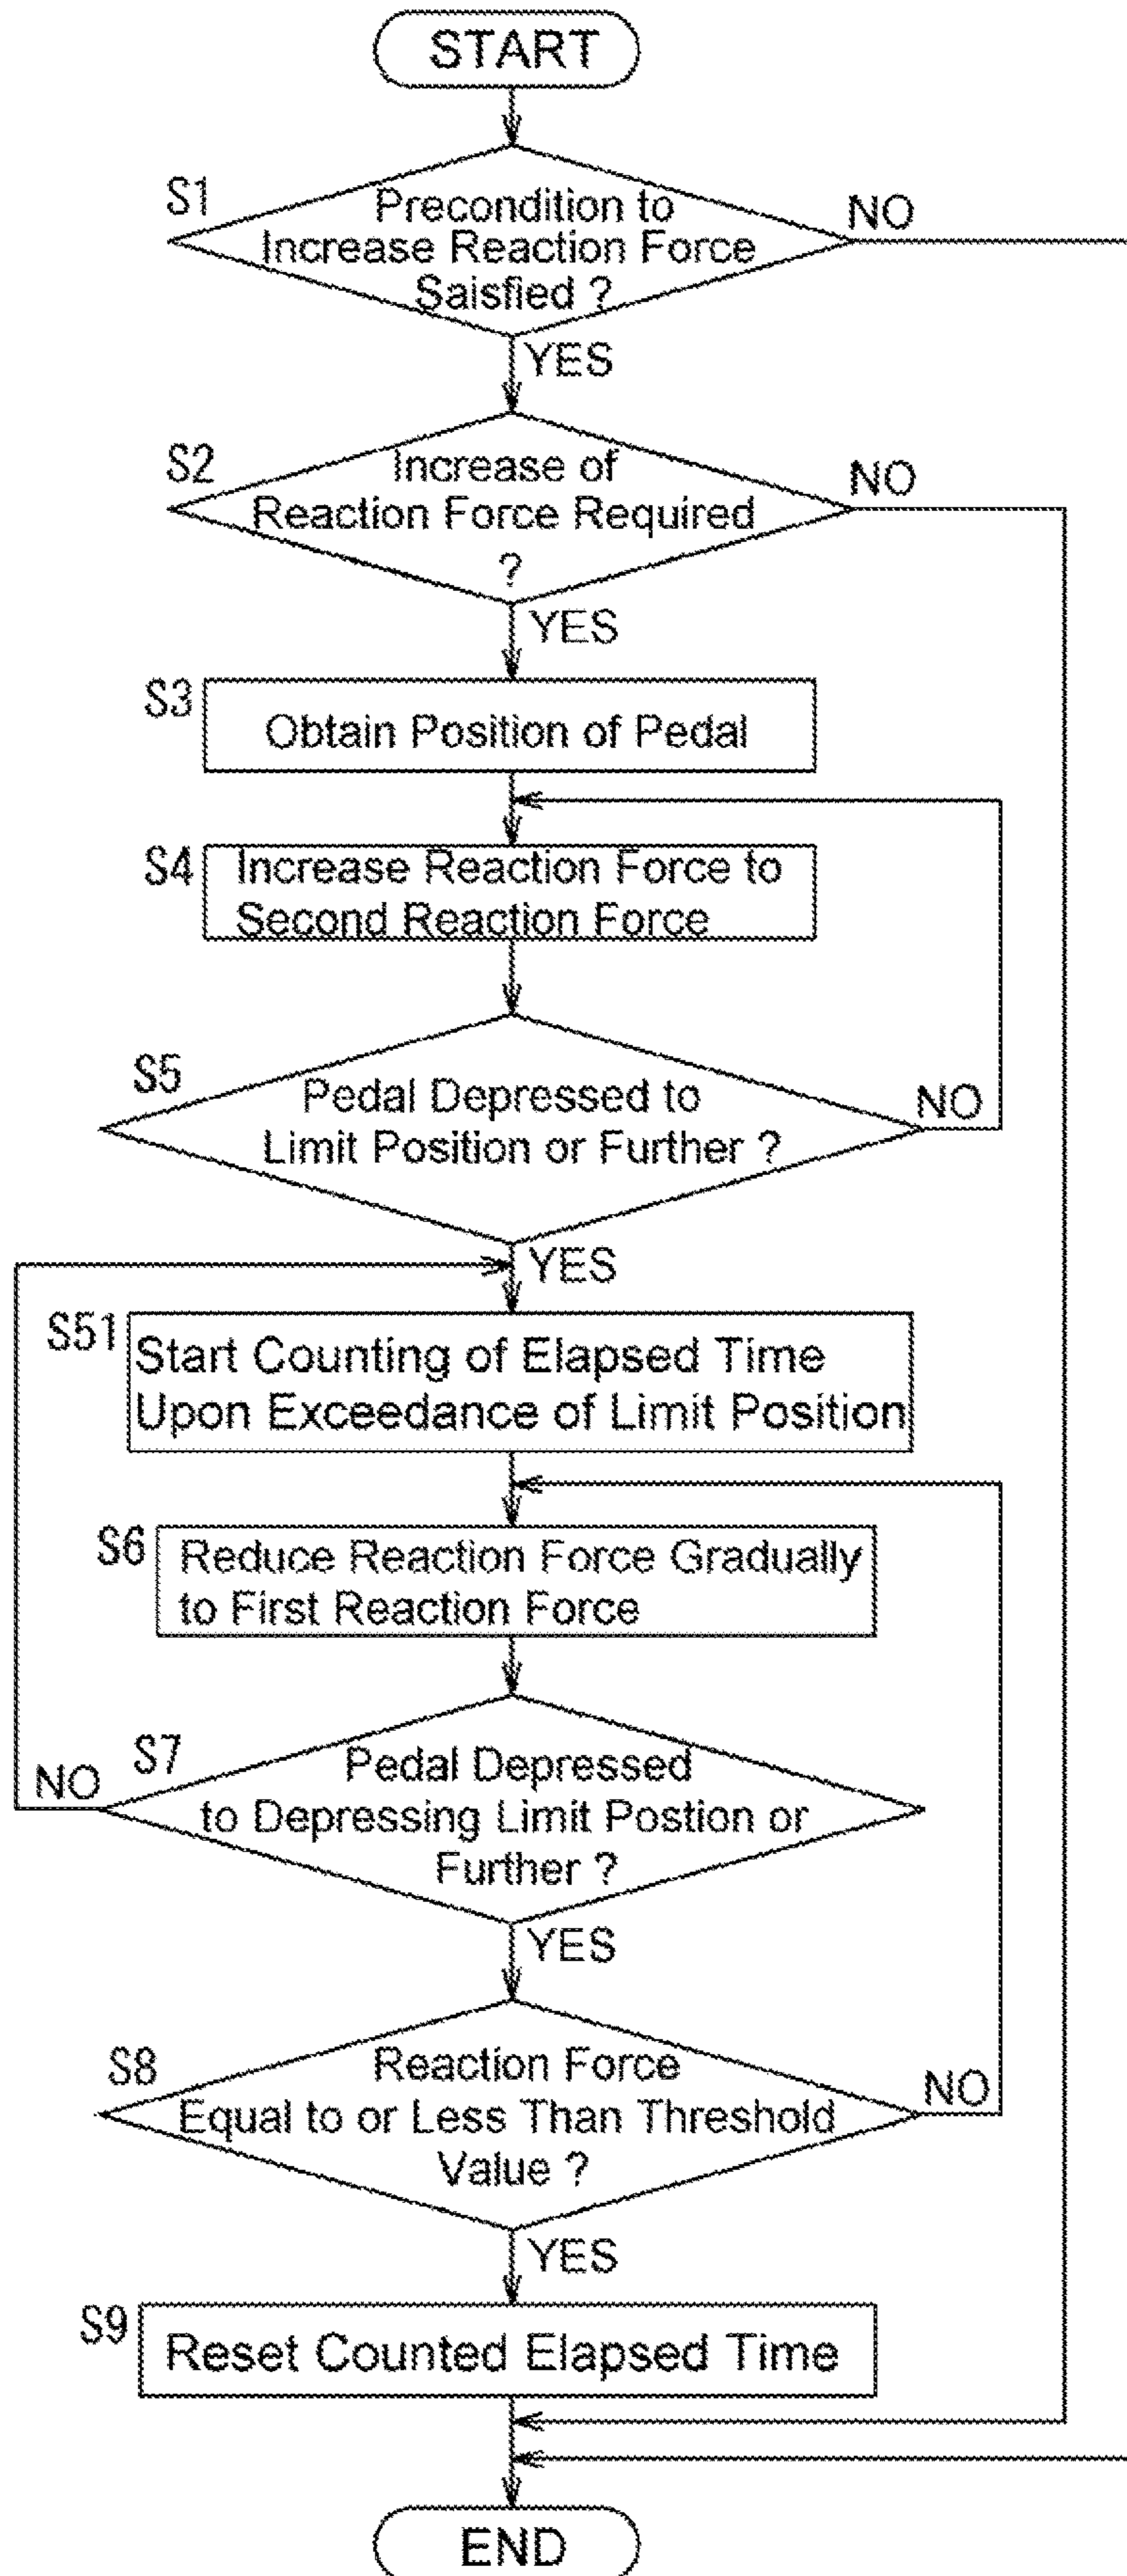 START
S1
Precondition to
Increase Reaction Force
Saisfied ?
NO
YES
S2
Increase of
Reaction Force Required
?
NO
YES
S3
Obtain Position of Pedal
S4
Increase Reaction Force to
Second Reaction Force
S5
Pedal Depressed to
Limit Position or Further ?
NO
YES
S51
Start Counting of Elapsed Time
Upon Exceedance of Limit Position
S6
Reduce Reaction Force Gradually
to First Reaction Force
S7
NO
Pedal Depressed
to Depressing Limit Postion or
Further ?
YES
S8
Reaction Force
Equal to or Less Than Threshold
Value ?
NO
YES
S9
Reset Counted Elapsed Time
END